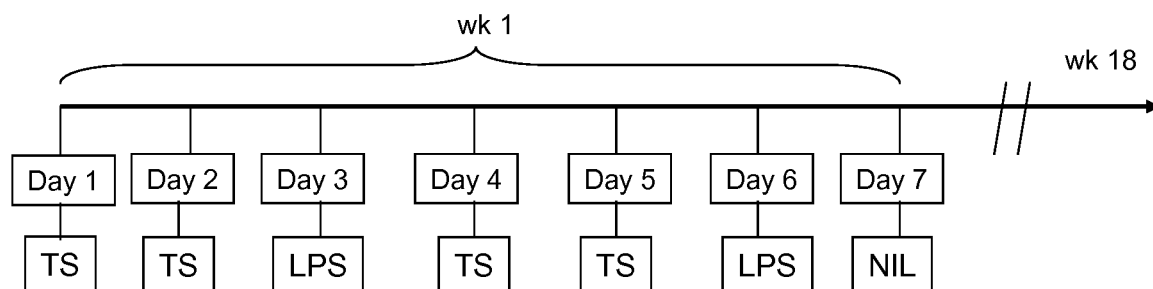 wk 1
wk 18
Day 1 Day 2 Day 3 Day 4 Day 5 Day 6 Day 7
TS TS LPS TS TS LPS NIL